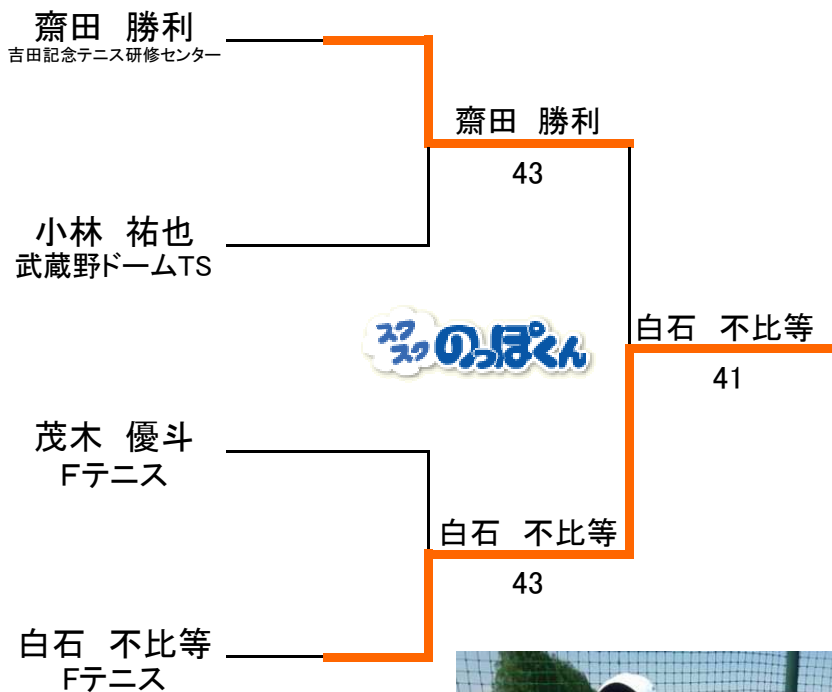 齋田　勝利
吉田記念テニス研修センター
齋田　勝利
43
小林　祐也
武蔵野ドームTS
スクスク のっぽくん
白石　不比等
41
茂木　優斗
Fテニス
白石　不比等
43
白石　不比等
Fテニス